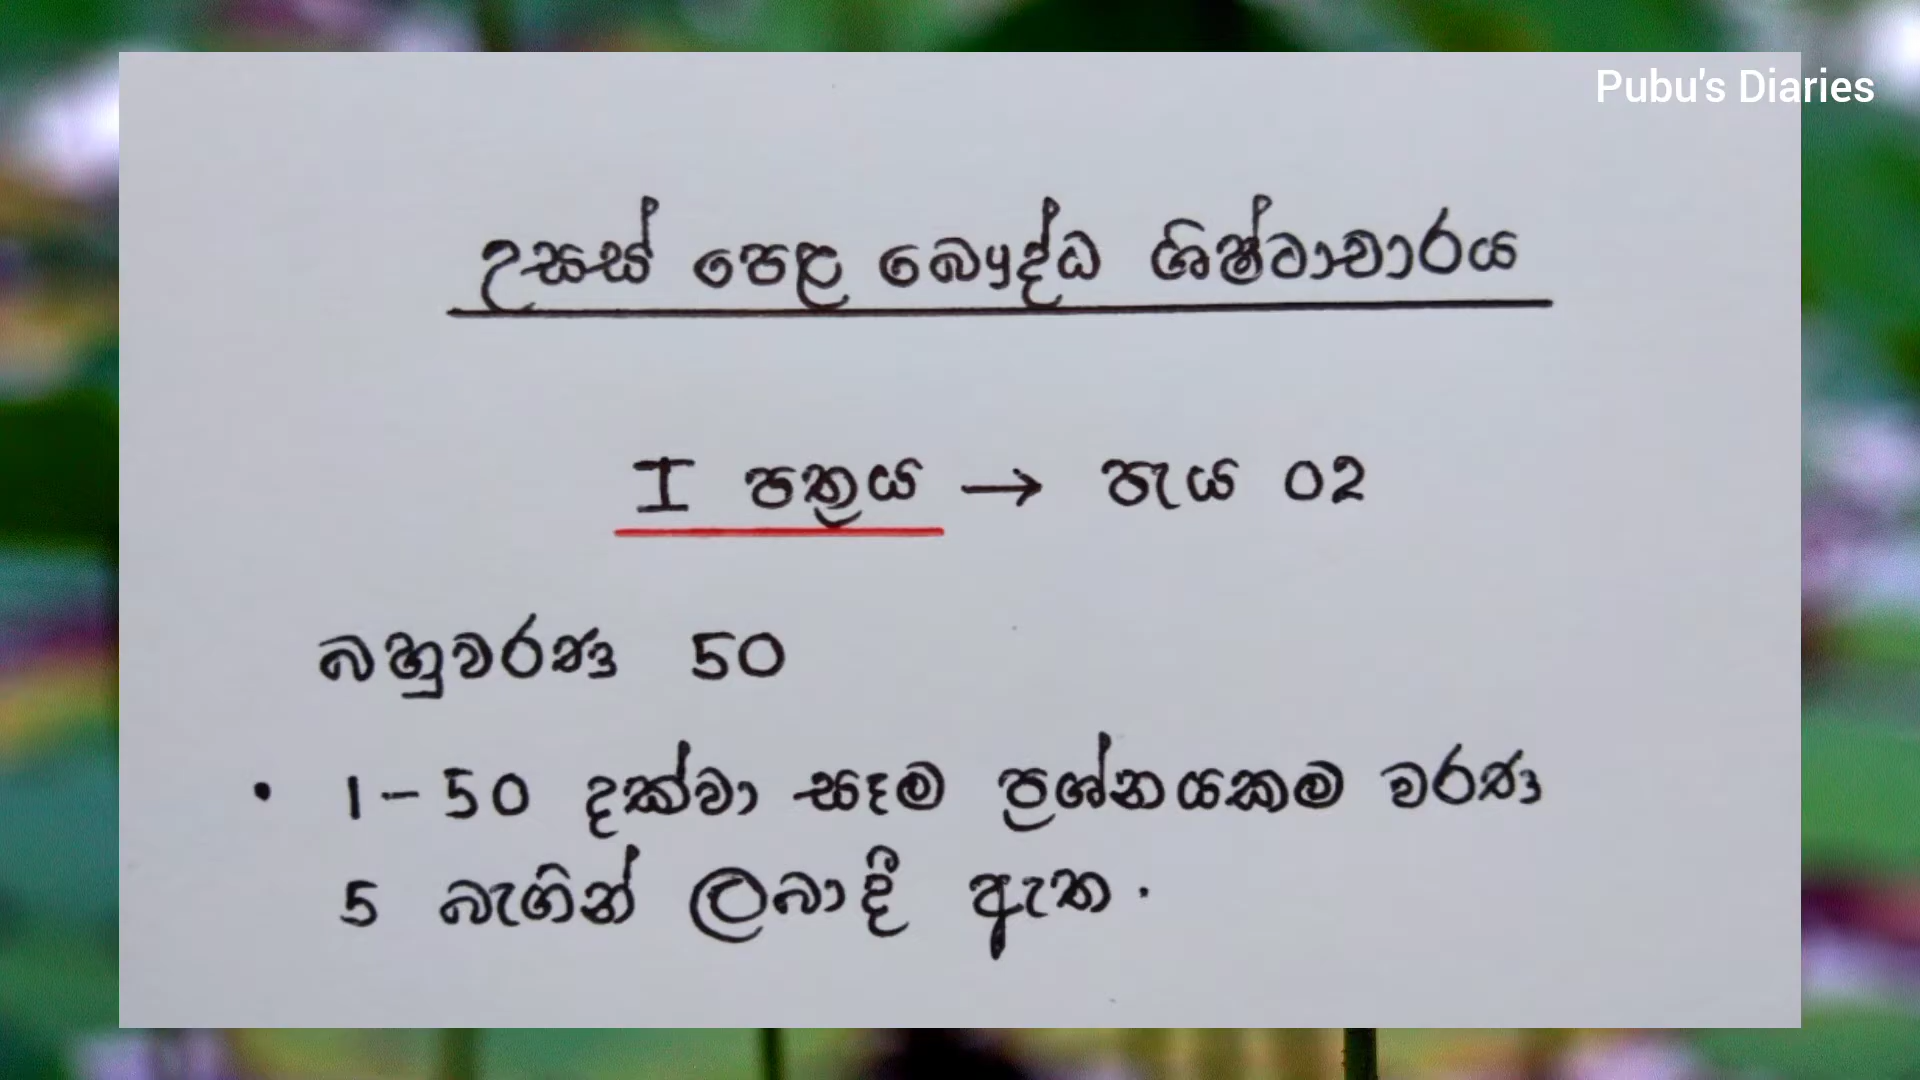 Pubu's Diaries
උසස් පෙළ බෞද්ධ ශිෂ්ටාචාරය
I පත්‍රය → පැය 02
බහුවරණ 50
• 1-50 දක්වා සෑම ප්‍රශ්නයකම වරණ
5 බැගින් ලබාදී ඇත.